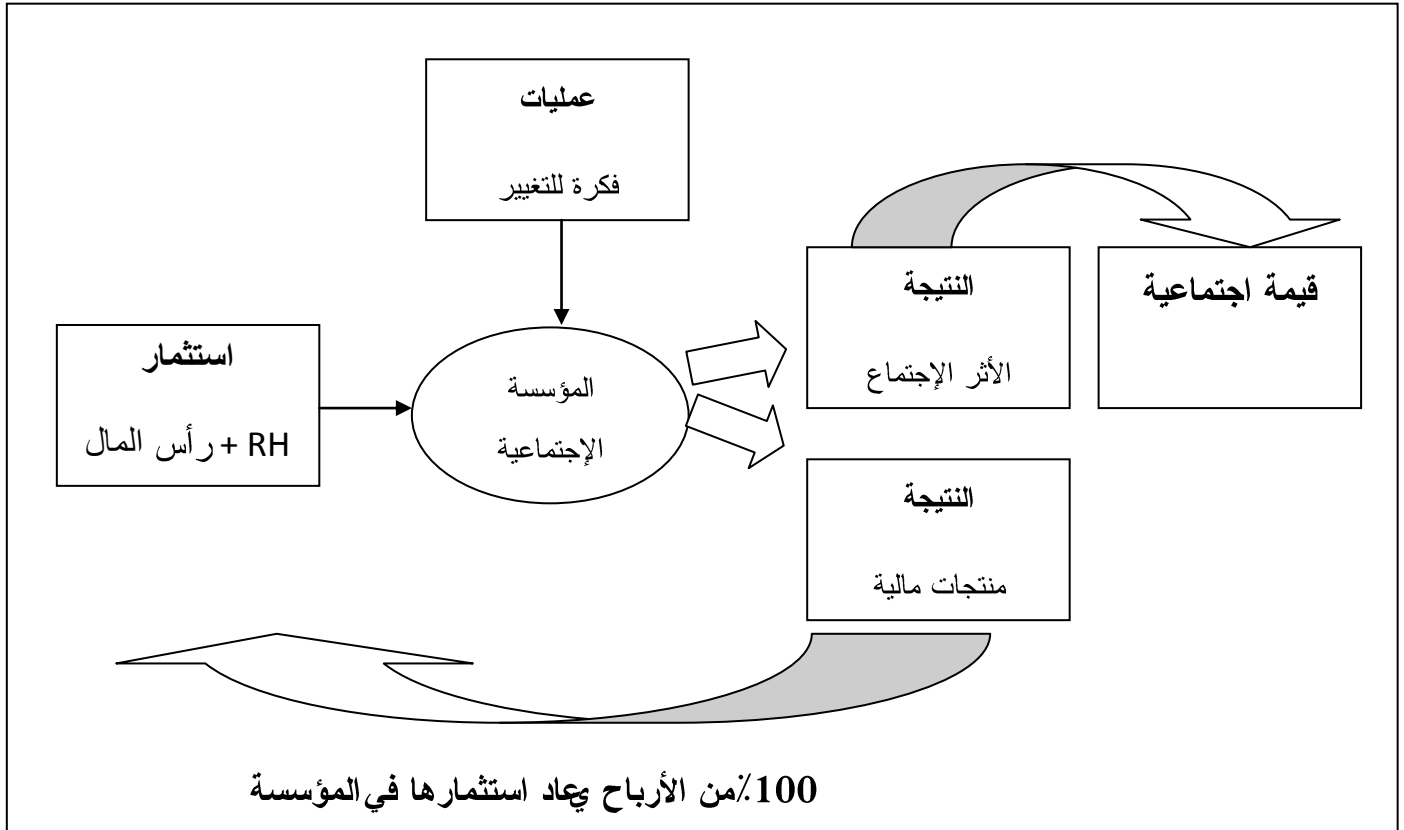 عمليات
فكرة للتغيير
استثمار
رأس المال + RH
المؤسسة
الإجتماعية
النتيجة
الأثر الإجتماع
قيمة اجتماعية
النتيجة
منتجات مالية
100٪من الأرباح يعاد استثمارها في المؤسسة